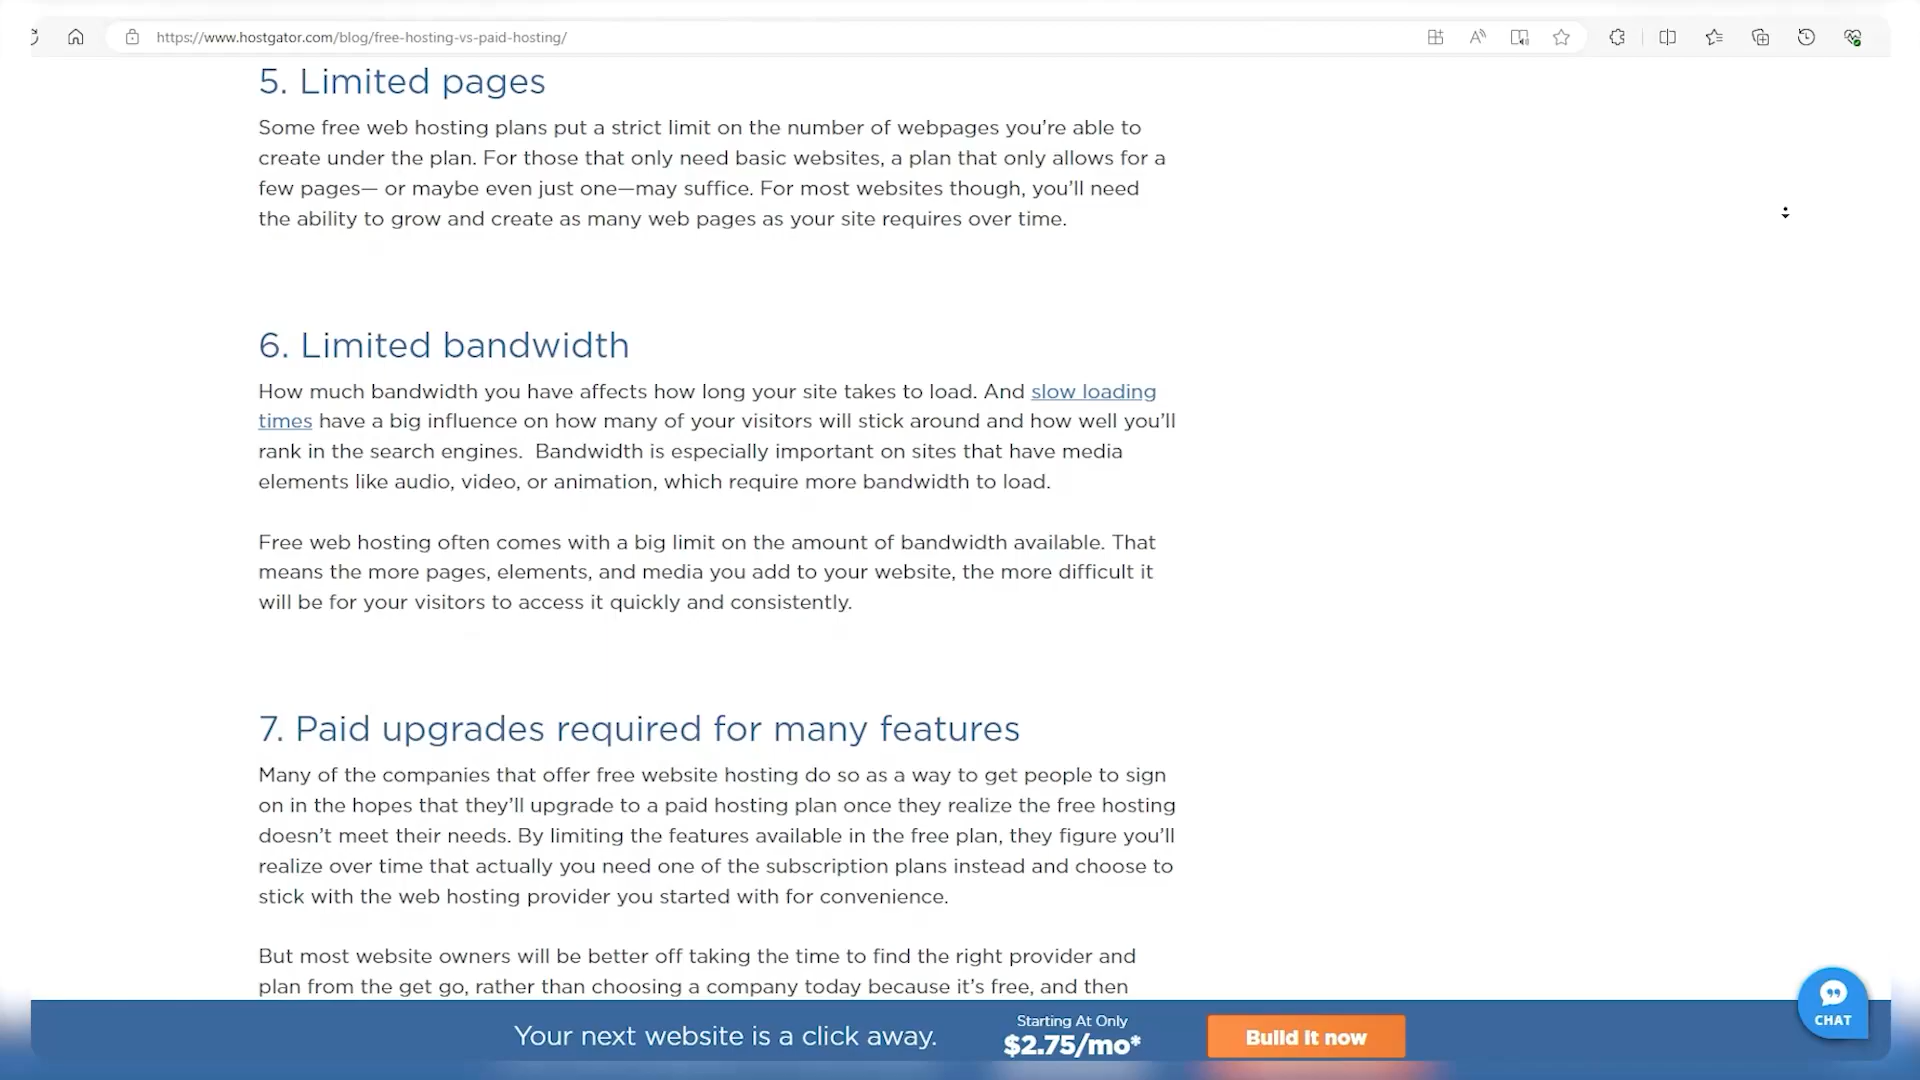 https://www.hostgator.com/blog/free-hosting-vs-paid-hosting/
5. Limited pages
Some free web hosting plans put a strict limit on the number of webpages you’re able to
create under the plan. For those that only need basic websites, a plan that only allows for a
few pages— or maybe even just one—may suffice. For most websites though, you’ll need
the ability to grow and create as many web pages as your site requires over time.
6. Limited bandwidth
How much bandwidth you have affects how long your site takes to load. And slow loading
times have a big influence on how many of your visitors will stick around and how well you’ll
rank in the search engines.  Bandwidth is especially important on sites that have media
elements like audio, video, or animation, which require more bandwidth to load.
Free web hosting often comes with a big limit on the amount of bandwidth available. That
means the more pages, elements, and media you add to your website, the more difficult it
will be for your visitors to access it quickly and consistently.
7. Paid upgrades required for many features
Many of the companies that offer free website hosting do so as a way to get people to sign
on in the hopes that they’ll upgrade to a paid hosting plan once they realize the free hosting
doesn’t meet their needs. By limiting the features available in the free plan, they figure you’ll
realize over time that actually you need one of the subscription plans instead and choose to
stick with the web hosting provider you started with for convenience.
But most website owners will be better off taking the time to find the right provider and
plan from the get go, rather than choosing a company today because it’s free, and then
Your next website is a click away.
Starting At Only
$2.75/mo*
Build It now
CHAT